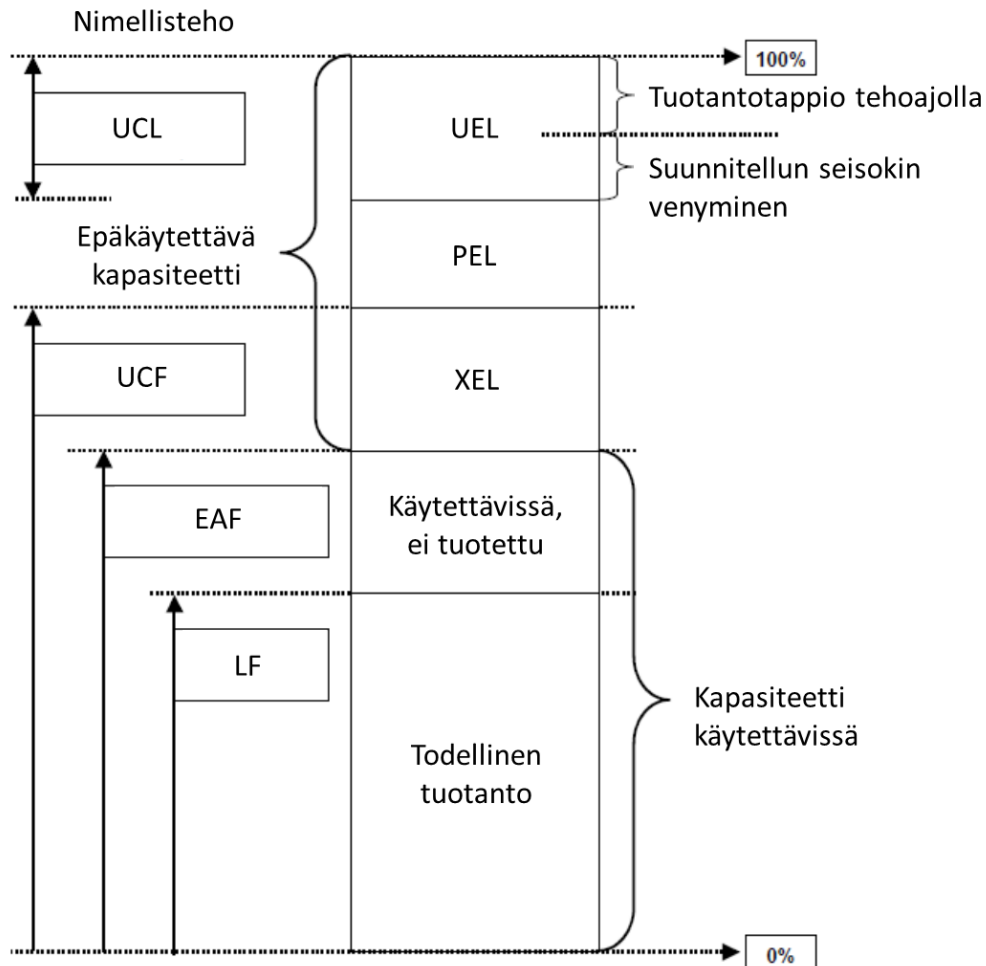 Nimellisteho
100%
UCL
UEL
Tuotantotappio tehoajolla
Suunnitellun seisokin
venyminen
Epäkäytettävä
kapasiteetti
PEL
UCF
XEL
EAF
Käytettävissä,
ei tuotettu
LF
Kapasiteetti
käytettävissä
Todellinen
tuotanto
0%